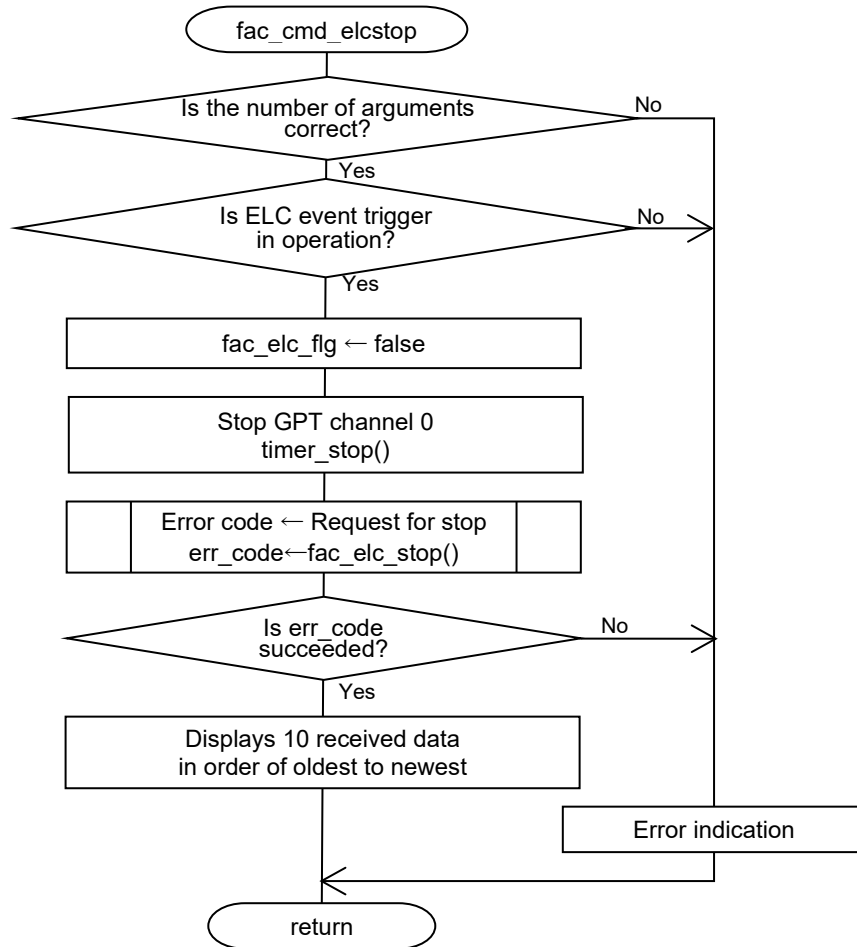 fac_cmd_elcstop
Is the number of arguments
correct?
No
Yes
Is ELC event trigger
in operation?
No
Yes
fac_elc_flg ← false
Stop GPT channel 0
timer_stop()
Error code ← Request for stop
err_code←fac_elc_stop()
Is err_code
succeeded?
No
Yes
Displays 10 received data
in order of oldest to newest
Error indication
return